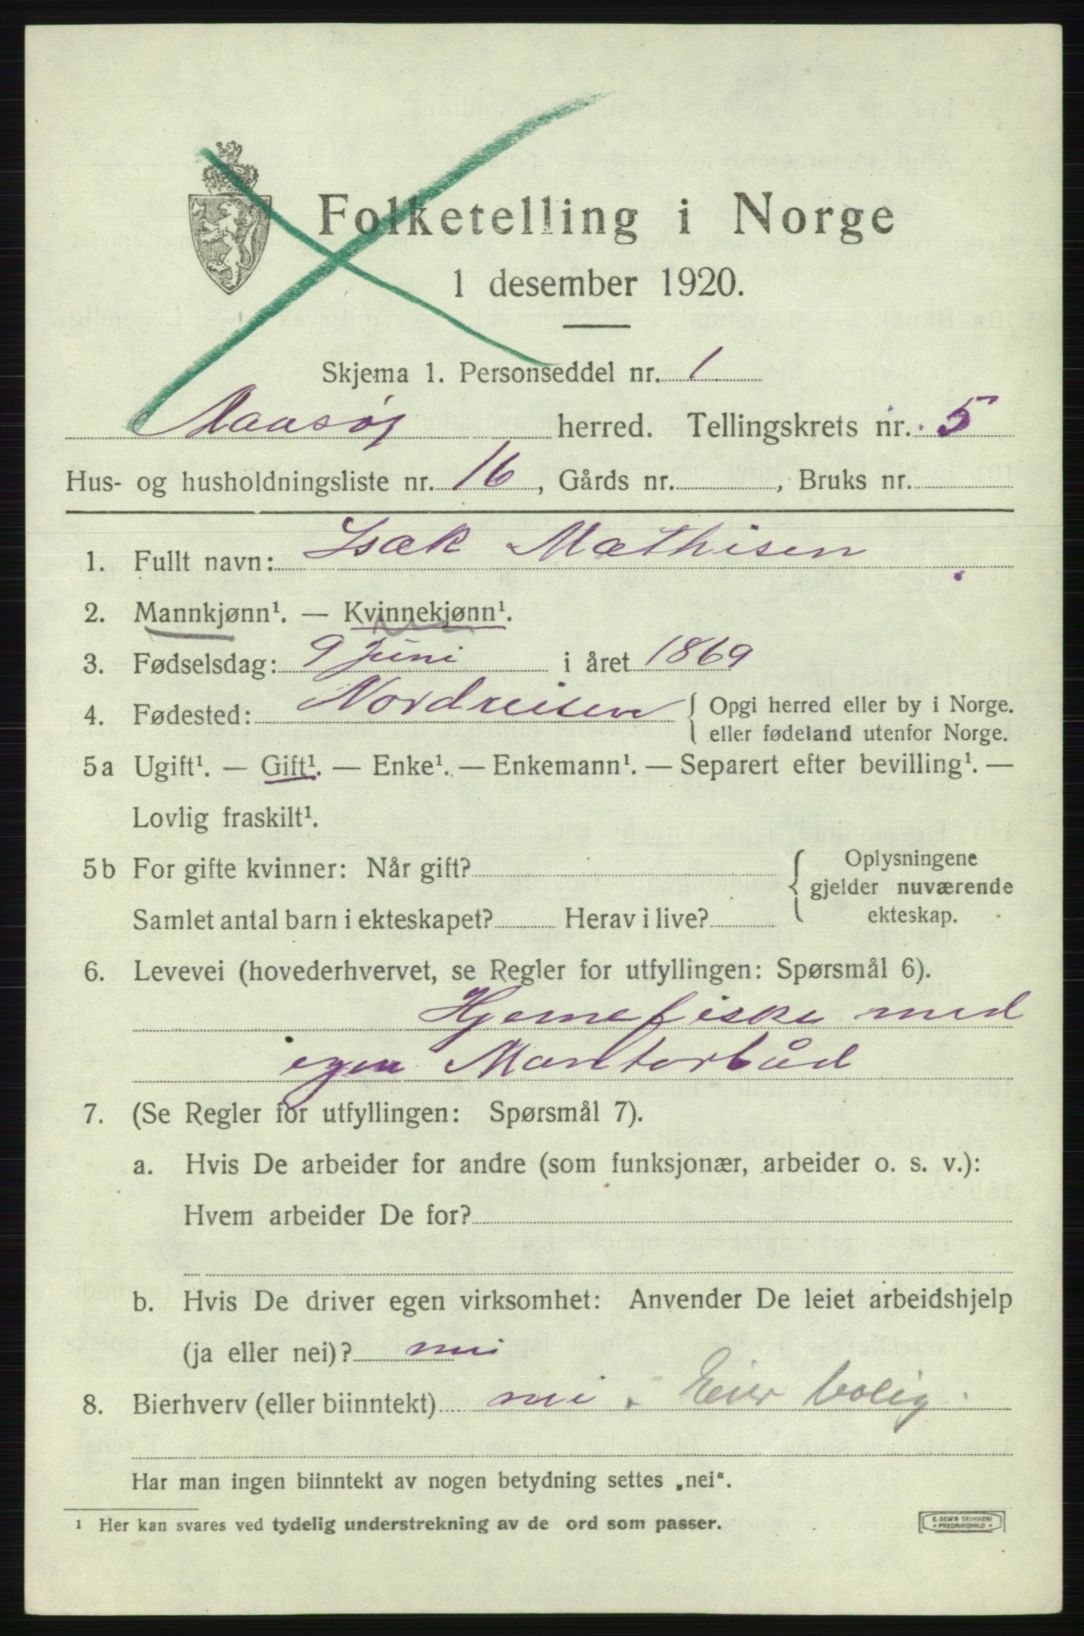 Folketelling i Norge
1 desember 1920.
Skjema 1. Personseddel nr. 1
Maasøy herred. Tellingskrets nr. 5
Hus- og husholdningsliste nr. 16, Gårds nr. , Bruks nr.
1. Fullt navn: Isak Mathisen
2. Mannkjønn¹. — Kvinnekjønn¹.
3. Fødselsdag: 9 Juni i året 1869
4. Fødested: Nordreisen { Opgi herred eller by i Norge.
eller fødeland utenfor Norge.
5a Ugift¹. — Gift¹. — Enke¹. — Enkemann¹. — Separert efter bevilling¹. —
Lovlig fraskilt¹.
5b For gifte kvinner: Når gift? { Oplysningene
gjelder nuværende
Samlet antal barn i ekteskapet? Herav i live? ekteskap.
6. Levevei (hovederhvervet, se Regler for utfyllingen: Spørsmål 6).
Hjemefiske med
egen Mantorbåd
7. (Se Regler for utfyllingen: Spørsmål 7).
a. Hvis De arbeider for andre (som funksjonær, arbeider o. s. v.):
Hvem arbeider De for?
b. Hvis De driver egen virksomhet: Anvender De leiet arbeidshjelp
(ja eller nei)? nei
8. Bierhverv (eller biinntekt) nei. Eier bolig.
Har man ingen biinntekt av nogen betydning settes „nei“.
¹ Her kan svares ved tydelig understrekning av de ord som passer.